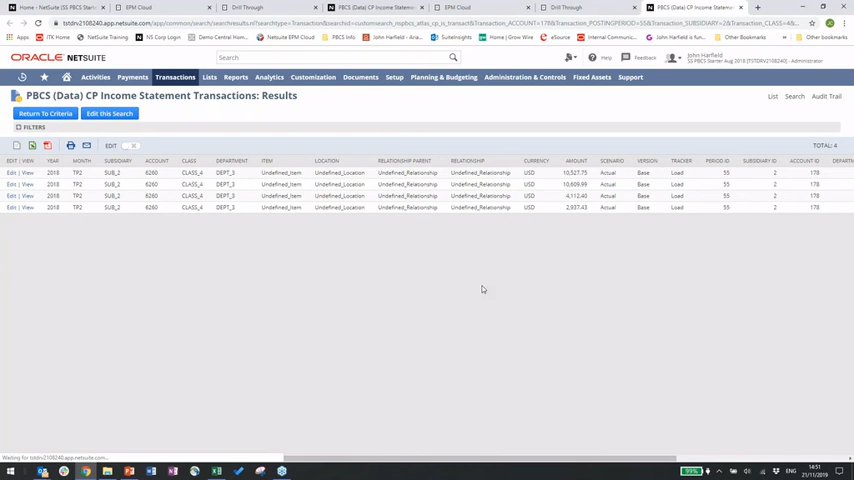 Home - NetSuite (SS PBCS Star EPM Cloud Drill Through PBCS (Data) CP Income Statement EPM Cloud Drill Through PBCS (Data) CP Income Statement
tstdrv2108240.app.netsuite.com/app/common/search/searchresults.nl?searchtype=Transaction&searchid=customsearch_nspbcs_atlas_cp_is_transact&Transaction_ACCOUNT=178&Transaction_POSTINGPERIOD=55&Transaction_SUBSIDIARY=2&Transaction_CLASS=4
Apps ITK Home NetSuite Training NS Corp Login Demo Central Hom Netsuite EPM Cloud PBCS Info John Harfield - Aria SuiteInsights Home | Grow Wire eSource Internal Communic John Harfield is fun Other Bookmarks Other bookmarks
ORACLE NETSUITE Search Help Feedback John Harfield
SS PBCS Starter Aug 2018 (TSTDRV2108240) - Administrator
Activities Payments Transactions Lists Reports Analytics Customization Documents Setup Planning & Budgeting Administration & Controls Fixed Assets Support
PBCS (Data) CP Income Statement Transactions: Results List Search Audit Trail
Return To Criteria Edit this Search
FILTERS
EDIT TOTAL: 4
EDIT | VIEW YEAR MONTH SUBSIDIARY ACCOUNT CLASS DEPARTMENT ITEM LOCATION RELATIONSHIP PARENT RELATIONSHIP CURRENCY AMOUNT SCENARIO VERSION TRACKER PERIOD ID SUBSIDIARY ID ACCOUNT ID DEPARTM
Edit | View 2018 TP2 SUB_2 6260 CLASS_4 DEPT_3 Undefined_Item Undefined_Location Undefined_Relationship Undefined_Relationship USD 10,527.75 Actual Base Load 55 2 178
Edit | View 2018 TP2 SUB_2 6260 CLASS_4 DEPT_3 Undefined_Item Undefined_Location Undefined_Relationship Undefined_Relationship USD 10,609.99 Actual Base Load 55 2 178
Edit | View 2018 TP2 SUB_2 6260 CLASS_4 DEPT_3 Undefined_Item Undefined_Location Undefined_Relationship Undefined_Relationship USD 4,112.40 Actual Base Load 55 2 178
Edit | View 2018 TP2 SUB_2 6260 CLASS_4 DEPT_3 Undefined_Item Undefined_Location Undefined_Relationship Undefined_Relationship USD 2,937.43 Actual Base Load 55 2 178
Waiting for tstdrv2108240.app.netsuite.com...
99% ENG 14:51
21/11/2019